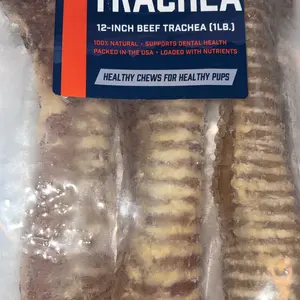 TRACHEA
12-INCH BEEF TRACHEA (1LB.)
100% NATURAL - SUPPORTS DENTAL HEALTH
PACKED IN THE USA - LOADED WITH NUTRIENTS
HEALTHY CHEWS FOR HEALTHY PUPS